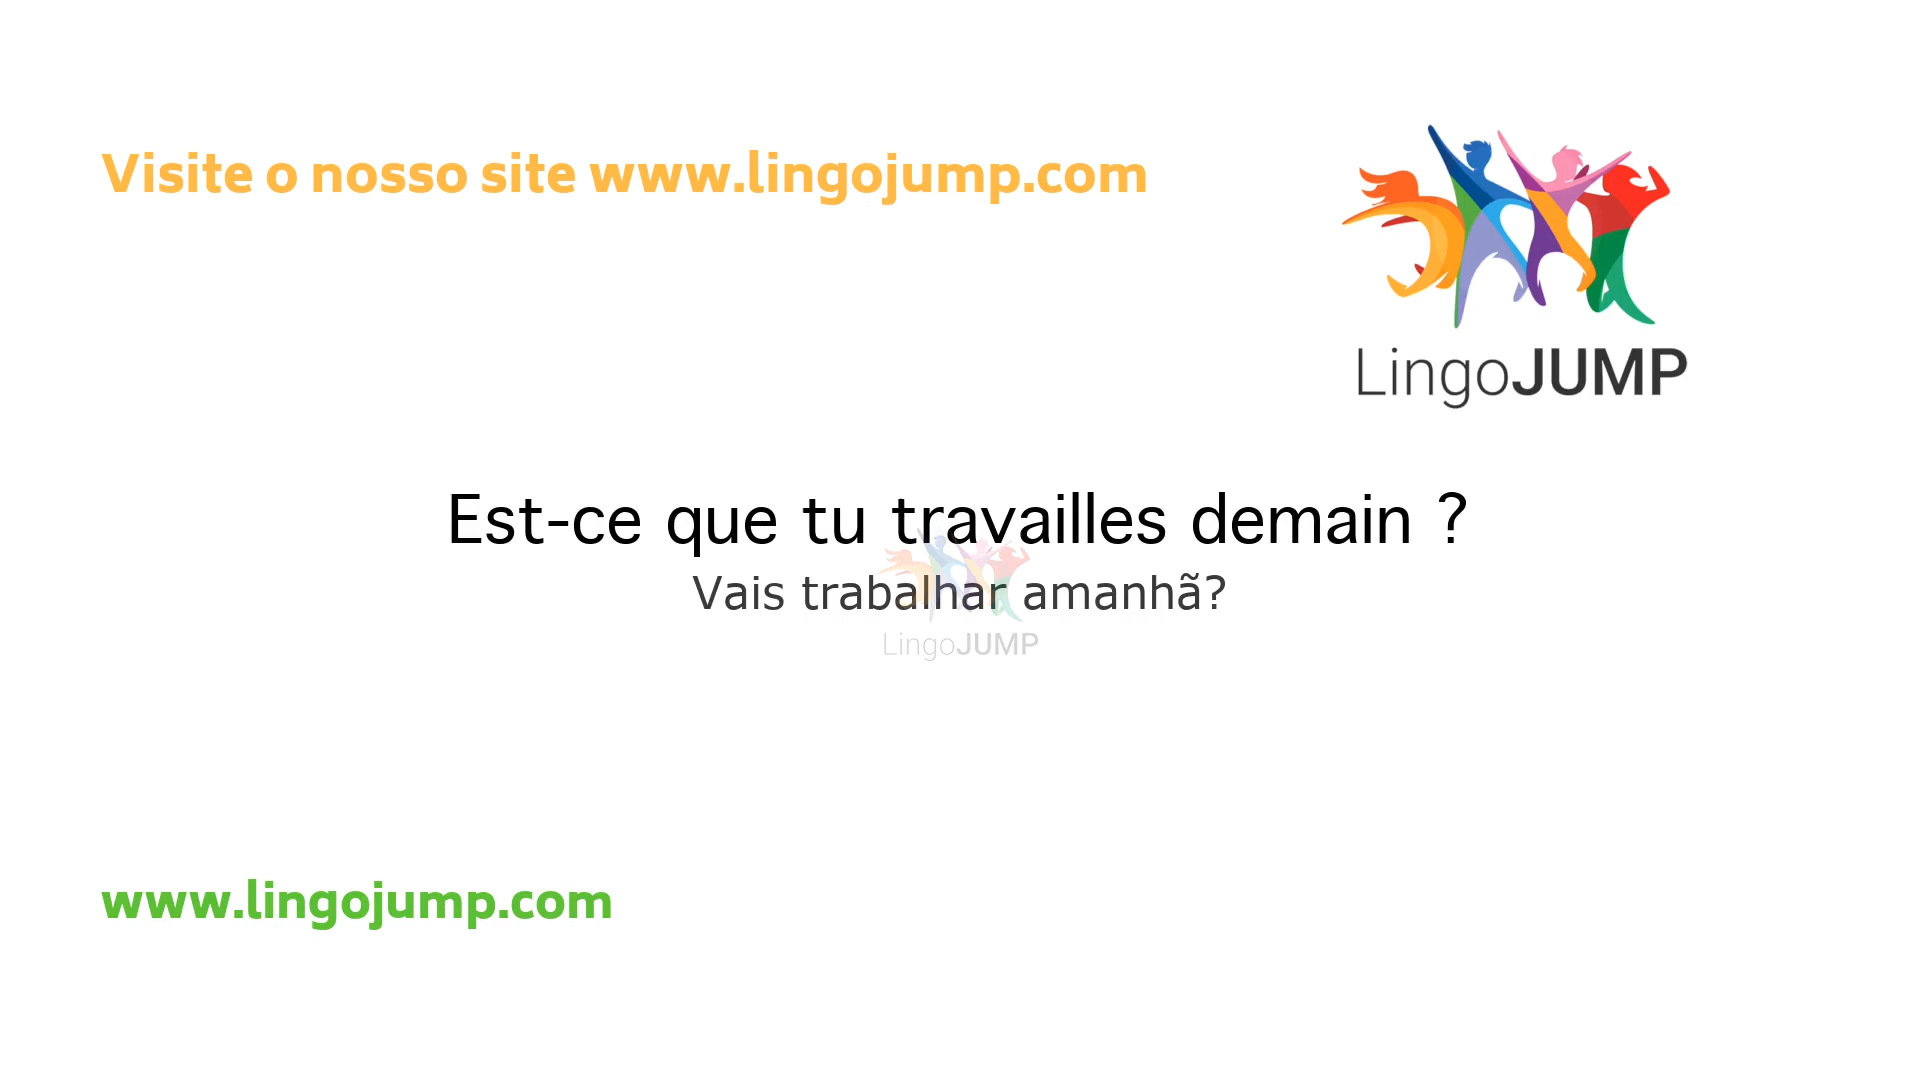 Visite o nosso site www.lingojump.com
LingoJUMP
Est-ce que tu travailles demain ?
Vais trabalhar amanhã?
LingoJUMP
www.lingojump.com